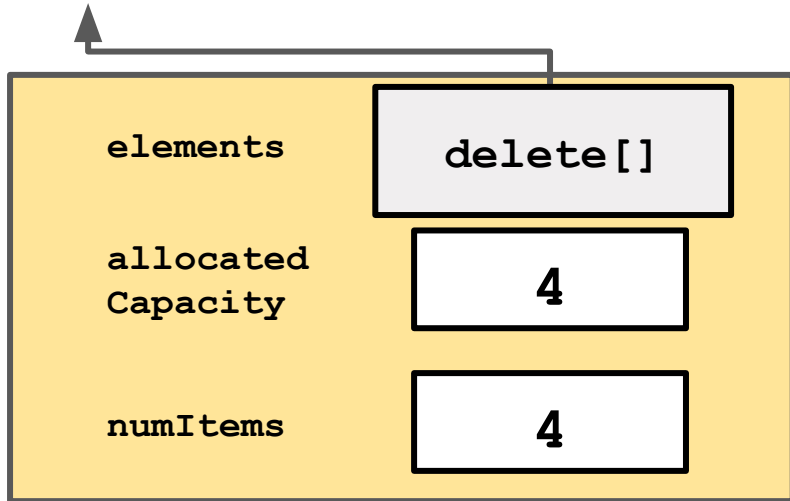 elements
delete[]
allocated
Capacity
4
numItems
4